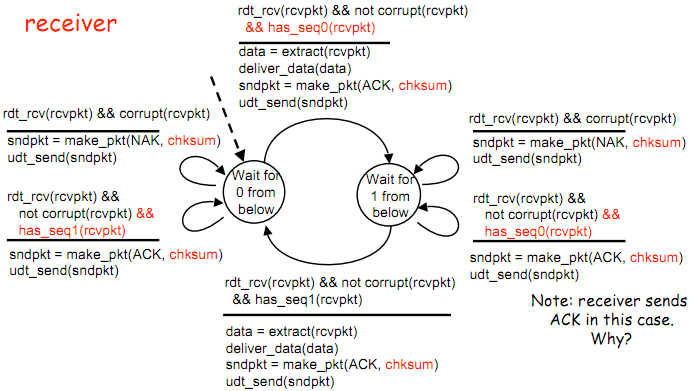 receiver
rdt_rcv(rcvpkt) && not corrupt(rcvpkt)
&& has_seq0(rcvpkt)
data = extract(rcvpkt)
deliver_data(data)
sndpkt = make_pkt(ACK, chksum)
udt_send(sndpkt)
rdt_rcv(rcvpkt) && corrupt(rcvpkt)
sndpkt = make_pkt(NAK, chksum)
udt_send(sndpkt)
rdt_rcv(rcvpkt) &&
not corrupt(rcvpkt) &&
has_seq1(rcvpkt)
sndpkt = make_pkt(ACK, chksum)
udt_send(sndpkt)
Wait for
0 from
below
Wait for
1 from
below
rdt_rcv(rcvpkt) && corrupt(rcvpkt)
sndpkt = make_pkt(NAK, chksum)
udt_send(sndpkt)
rdt_rcv(rcvpkt) &&
not corrupt(rcvpkt) &&
has_seq0(rcvpkt)
sndpkt = make_pkt(ACK, chksum)
udt_send(sndpkt)
rdt_rcv(rcvpkt) && not corrupt(rcvpkt)
&& has_seq1(rcvpkt)
data = extract(rcvpkt)
deliver_data(data)
sndpkt = make_pkt(ACK, chksum)
udt_send(sndpkt)
Note: receiver sends
ACK in this case.
Why?